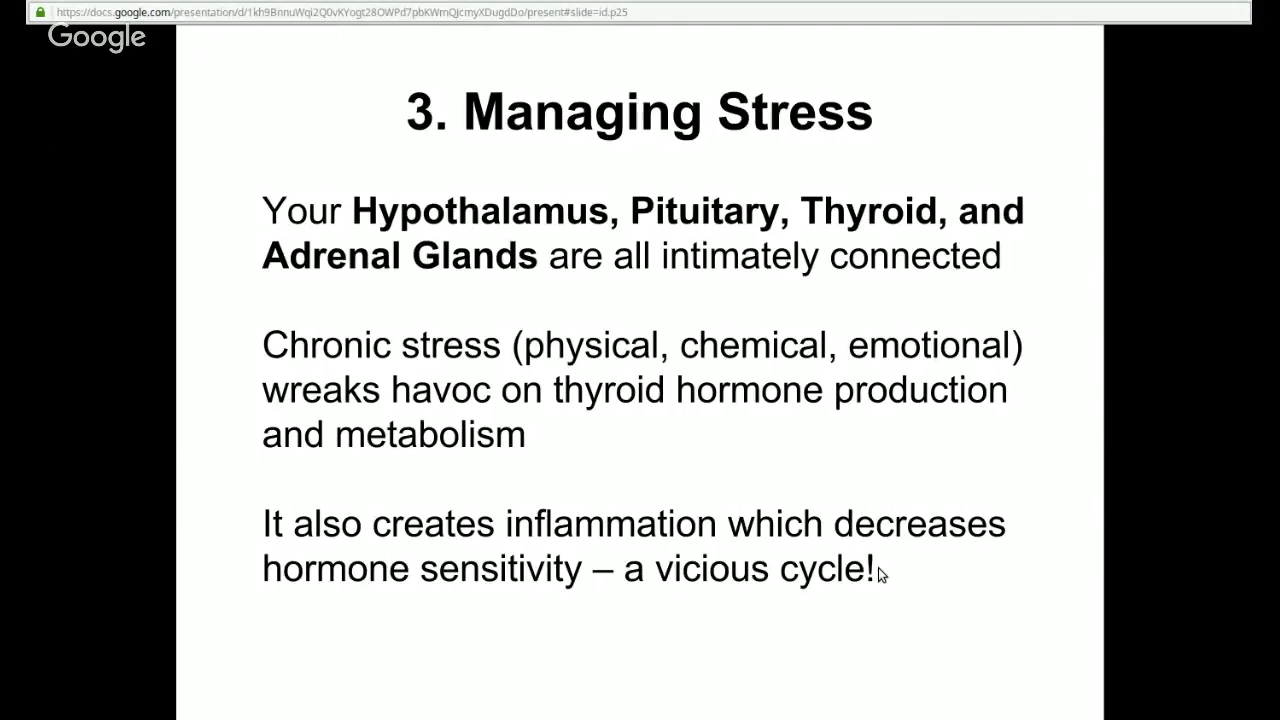 https://docs.google.com/presentation/d/1kh9BnnuWqi2Q0vKYogt28OWPd7pbKWmQJcmyXDugdDo/present#slide=id.p25
Google
3. Managing Stress
Your Hypothalamus, Pituitary, Thyroid, and
Adrenal Glands are all intimately connected
Chronic stress (physical, chemical, emotional)
wreaks havoc on thyroid hormone production
and metabolism
It also creates inflammation which decreases
hormone sensitivity – a vicious cycle!